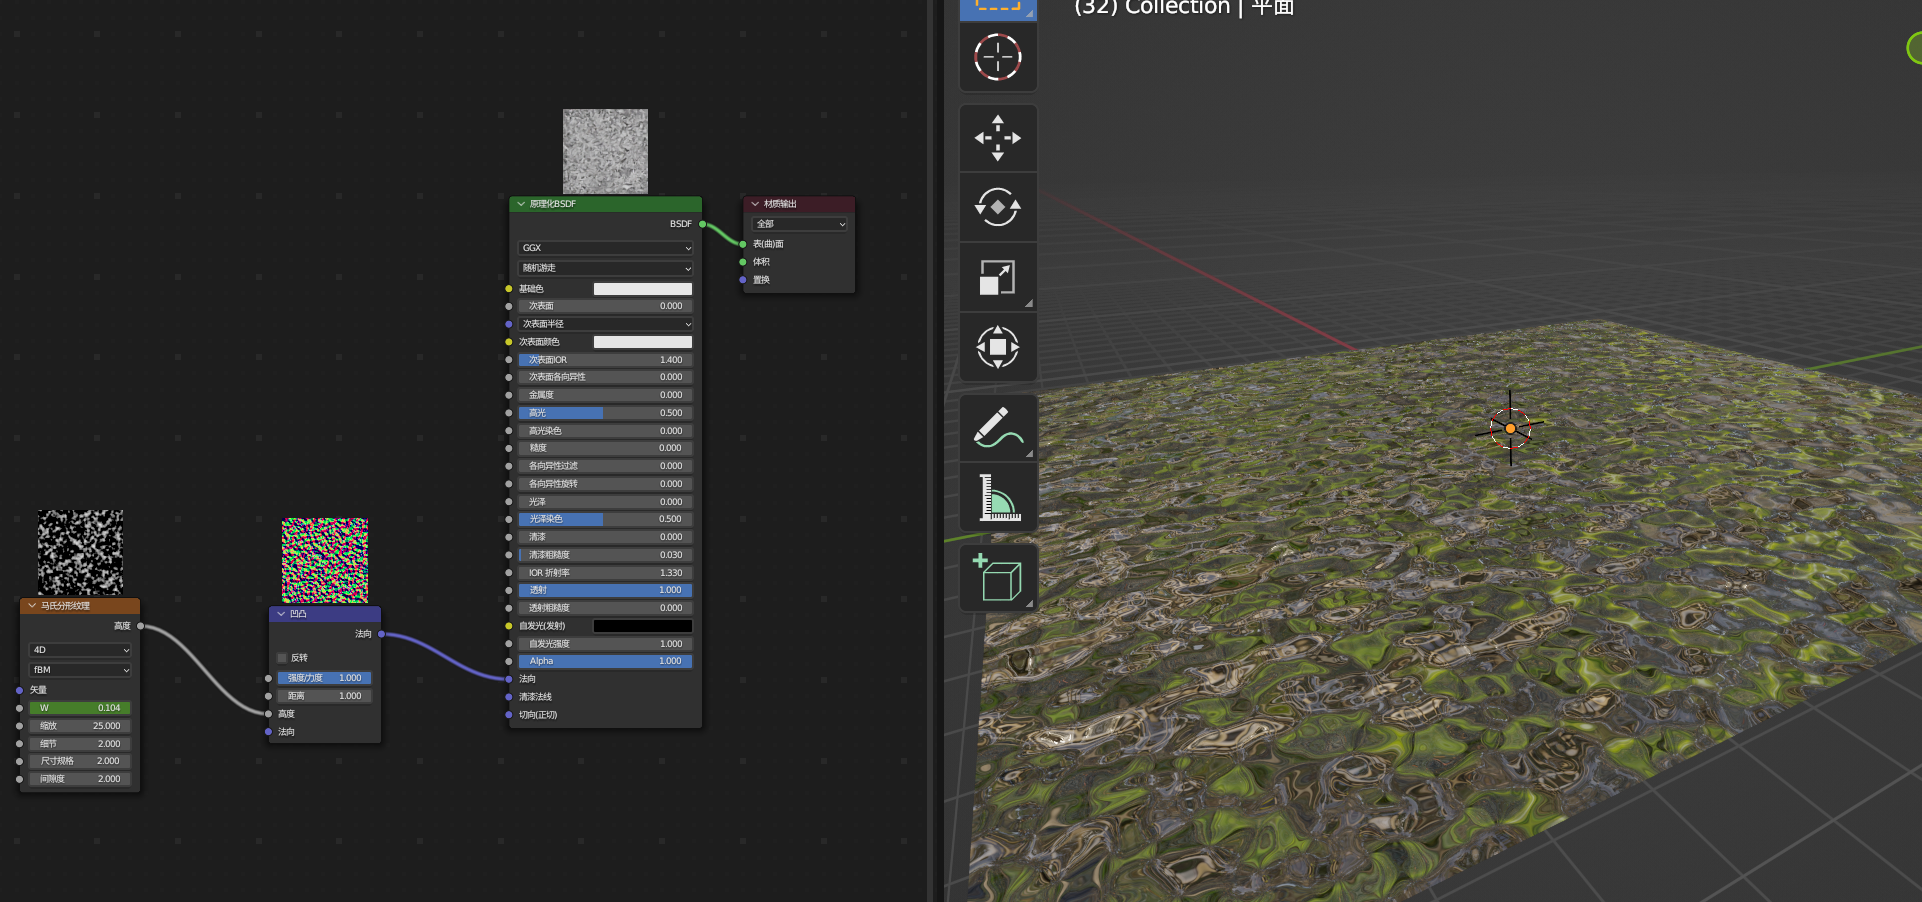 (32) Collection | 平面
原理化BSDF
BSDF
GGX
随机游走
基础色
次表面 0.000
次表面半径
次表面颜色
次表面IOR 1.400
次表面各向异性 0.000
金属度 0.000
高光 0.500
高光染色 0.000
糙度 0.000
各向异性过滤 0.000
各向异性旋转 0.000
光泽 0.000
光泽染色 0.500
清漆 0.000
清漆粗糙度 0.030
IOR 折射率 1.330
透射 1.000
透射粗糙度 0.000
自发光(发射)
自发光强度 1.000
Alpha 1.000
法向
清漆法线
切向(正切)
材质输出
全部
表(曲)面
体积
置换
马氏分形纹理
高度
4D
fBM
矢量
W 0.104
缩放 25.000
细节 2.000
尺寸规格 2.000
间隙度 2.000
凹凸
法向
反转
强度/力度 1.000
距离 1.000
高度
法向